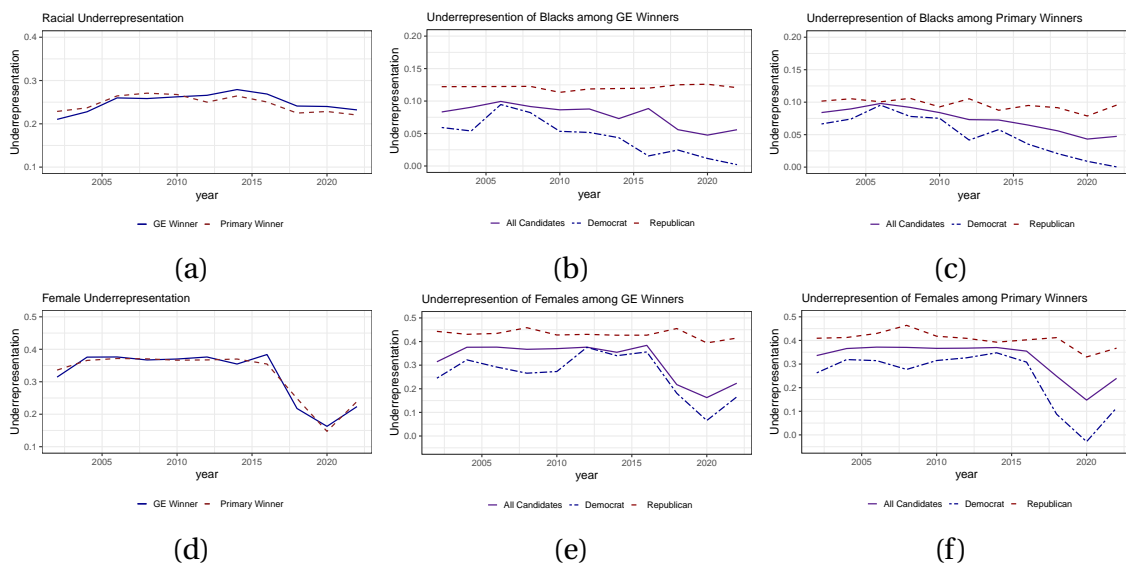 Racial Underrepresentation
Underrepresentation
0.4
0.3
0.2
0.1
2005 2010 2015 2020
year
GE Winner Primary Winner
(a)
Underrepresention of Blacks among GE Winners
Underrepresentation
0.20
0.15
0.10
0.05
0.00
2005 2010 2015 2020
year
All Candidates Democrat Republican
(b)
Underrepresention of Blacks among Primary Winners
Underrepresentation
0.20
0.15
0.10
0.05
0.00
2005 2010 2015 2020
year
All Candidates Democrat Republican
(c)
Female Underrepresentation
Underrepresentation
0.5
0.4
0.3
0.2
0.1
2005 2010 2015 2020
year
GE Winner Primary Winner
(d)
Underrepresention of Females among GE Winners
Underrepresentation
0.5
0.4
0.3
0.2
0.1
0.0
2005 2010 2015 2020
year
All Candidates Democrat Republican
(e)
Underrepresention of Females among Primary Winners
Underrepresentation
0.5
0.4
0.3
0.2
0.1
0.0
2005 2010 2015 2020
year
All Candidates Democrat Republican
(f)